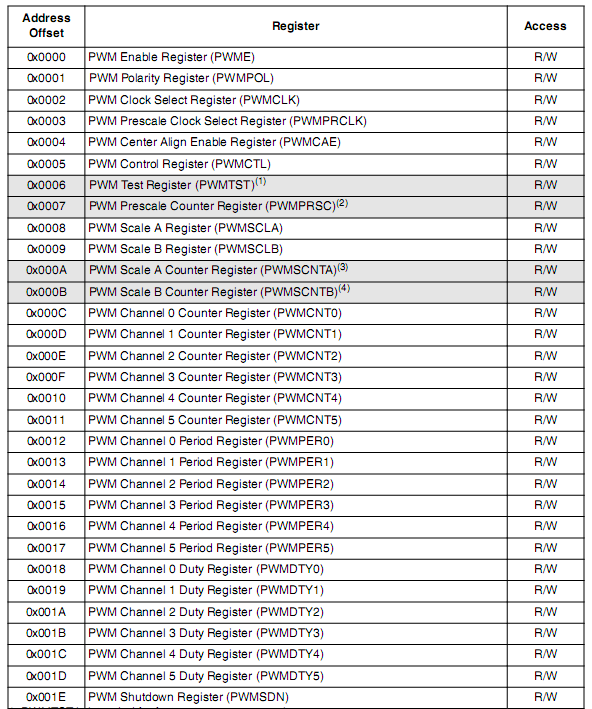 Address Offset Register Access
0x0000 PWM Enable Register (PWME) R/W
0x0001 PWM Polarity Register (PWMPOL) R/W
0x0002 PWM Clock Select Register (PWMCLK) R/W
0x0003 PWM Prescale Clock Select Register (PWMPRCLK) R/W
0x0004 PWM Center Align Enable Register (PWMCAE) R/W
0x0005 PWM Control Register (PWMCTL) R/W
0x0006 PWM Test Register (PWMTST)(1) R/W
0x0007 PWM Prescale Counter Register (PWMPRSC)(2) R/W
0x0008 PWM Scale A Register (PWMSCLA) R/W
0x0009 PWM Scale B Register (PWMSCLB) R/W
0x000A PWM Scale A Counter Register (PWMSCNTA)(3) R/W
0x000B PWM Scale B Counter Register (PWMSCNTB)(4) R/W
0x000C PWM Channel 0 Counter Register (PWMCNT0) R/W
0x000D PWM Channel 1 Counter Register (PWMCNT1) R/W
0x000E PWM Channel 2 Counter Register (PWMCNT2) R/W
0x000F PWM Channel 3 Counter Register (PWMCNT3) R/W
0x0010 PWM Channel 4 Counter Register (PWMCNT4) R/W
0x0011 PWM Channel 5 Counter Register (PWMCNT5) R/W
0x0012 PWM Channel 0 Period Register (PWMPER0) R/W
0x0013 PWM Channel 1 Period Register (PWMPER1) R/W
0x0014 PWM Channel 2 Period Register (PWMPER2) R/W
0x0015 PWM Channel 3 Period Register (PWMPER3) R/W
0x0016 PWM Channel 4 Period Register (PWMPER4) R/W
0x0017 PWM Channel 5 Period Register (PWMPER5) R/W
0x0018 PWM Channel 0 Duty Register (PWMDTY0) R/W
0x0019 PWM Channel 1 Duty Register (PWMDTY1) R/W
0x001A PWM Channel 2 Duty Register (PWMDTY2) R/W
0x001B PWM Channel 3 Duty Register (PWMDTY3) R/W
0x001C PWM Channel 4 Duty Register (PWMDTY4) R/W
0x001D PWM Channel 5 Duty Register (PWMDTY5) R/W
0x001E PWM Shutdown Register (PWMSDN) R/W